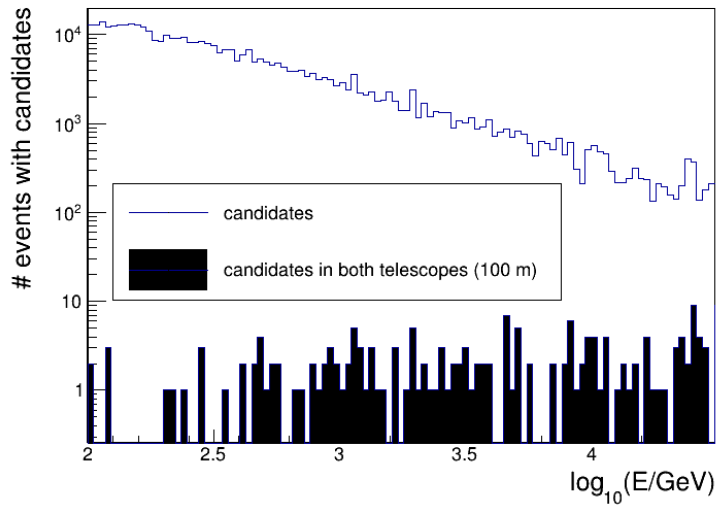 # events with candidates
10⁴
10³
10²
10
1
candidates
candidates in both telescopes (100 m)
2 2.5 3 3.5 4
log₁₀(E/GeV)